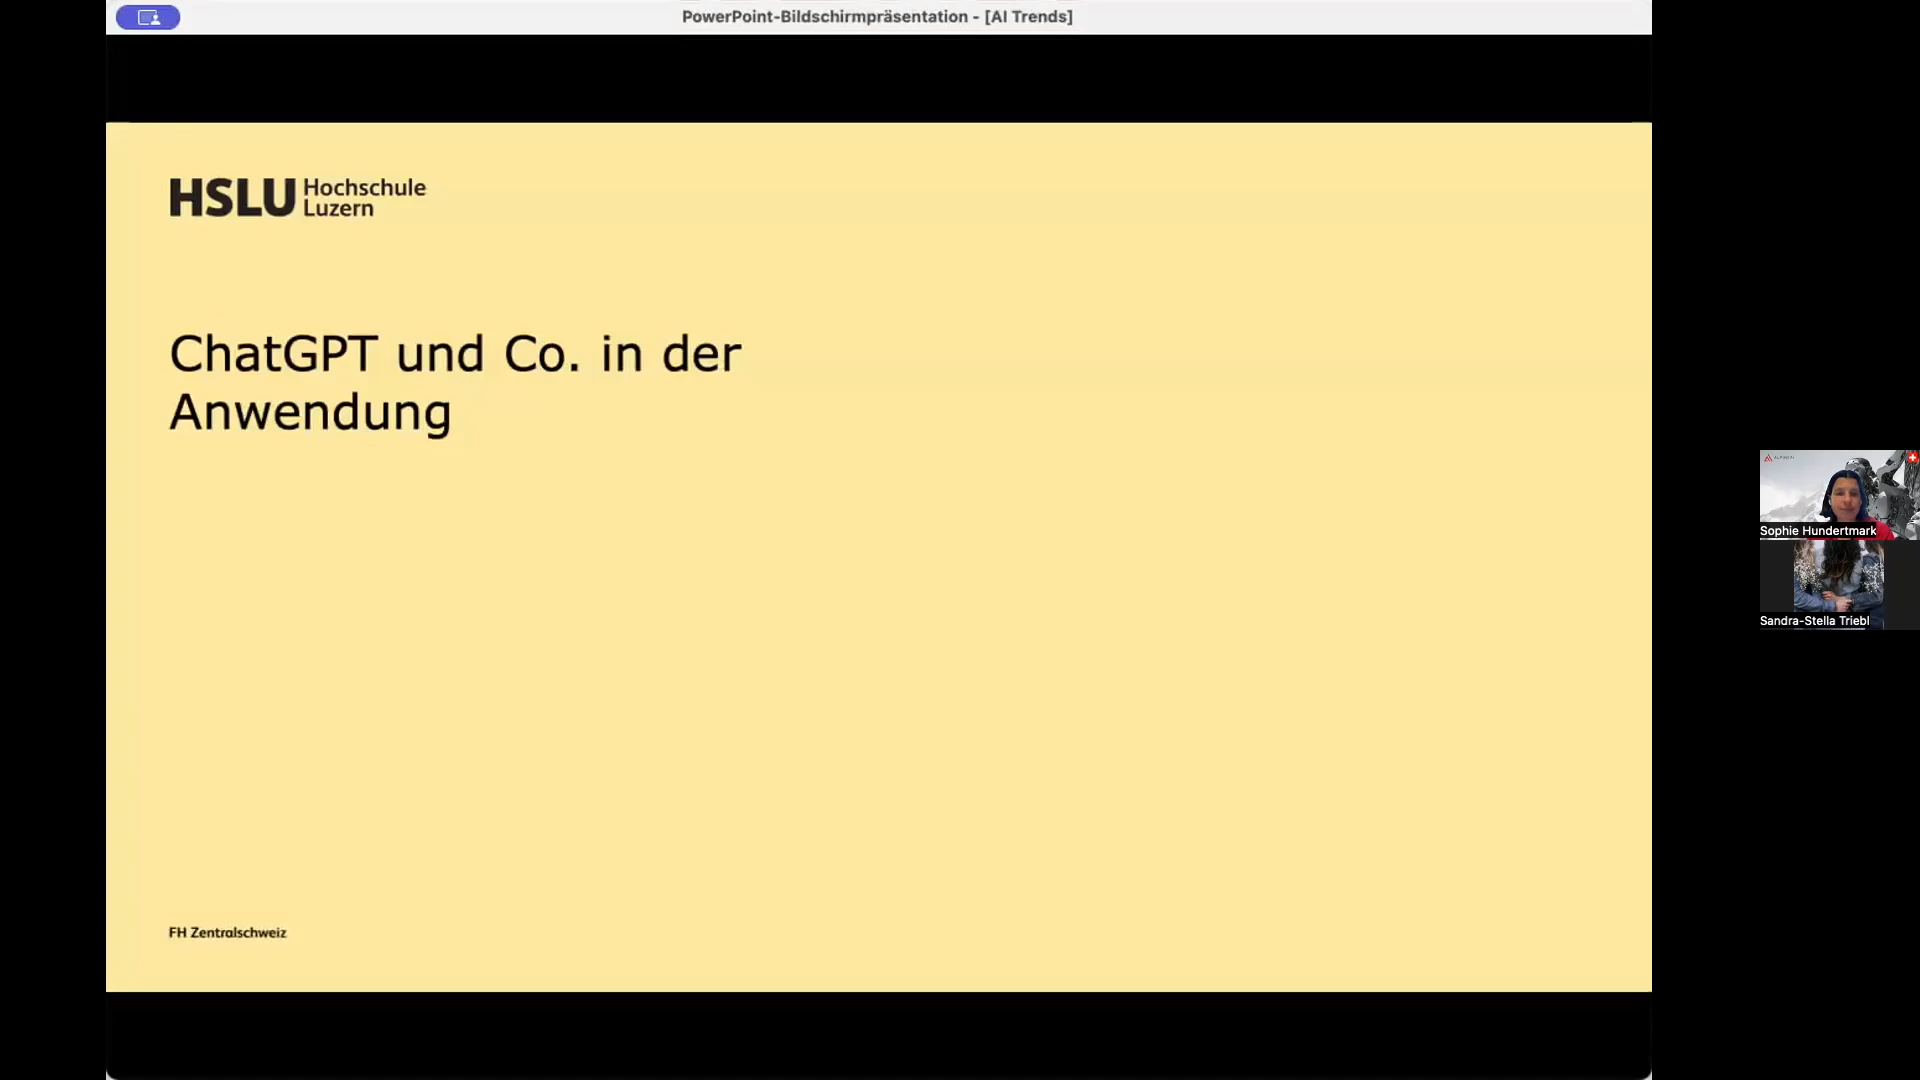 PowerPoint-Bildschirmpräsentation - [AI Trends]
HSLU Hochschule
Luzern
ChatGPT und Co. in der
Anwendung
FH Zentralschweiz
Sophie Hundertmark
Sandra-Stella Triebl